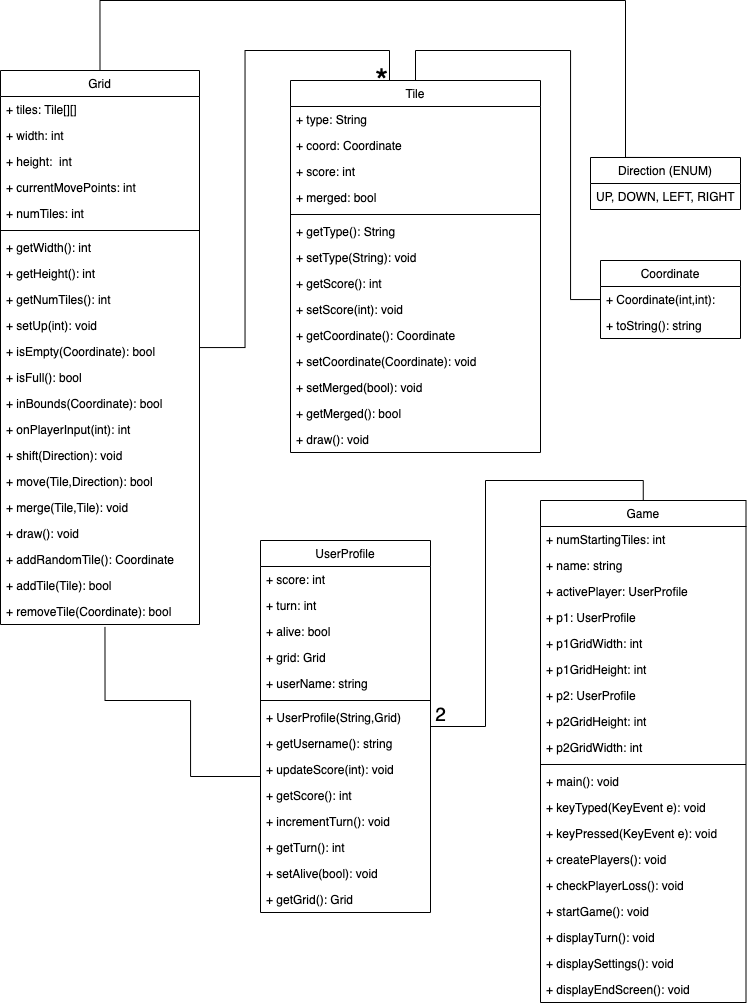 Grid
+ tiles: Tile[][]
+ width: int
+ height:  int
+ currentMovePoints: int
+ numTiles: int
+ getWidth(): int
+ getHeight(): int
+ getNumTiles(): int
+ setUp(int): void
+ isEmpty(Coordinate): bool
+ isFull(): bool
+ inBounds(Coordinate): bool
+ onPlayerInput(int): int
+ shift(Direction): void
+ move(Tile,Direction): bool
+ merge(Tile,Tile): void
+ draw(): void
+ addRandomTile(): Coordinate
+ addTile(Tile): bool
+ removeTile(Coordinate): bool
*
Tile
+ type: String
+ coord: Coordinate
+ score: int
+ merged: bool
+ getType(): String
+ setType(String): void
+ getScore(): int
+ setScore(int): void
+ getCoordinate(): Coordinate
+ setCoordinate(Coordinate): void
+ setMerged(bool): void
+ getMerged(): bool
+ draw(): void
Direction (ENUM)
UP, DOWN, LEFT, RIGHT
Coordinate
+ Coordinate(int,int):
+ toString(): string
UserProfile
+ score: int
+ turn: int
+ alive: bool
+ grid: Grid
+ userName: string
+ UserProfile(String,Grid)
+ getUsername(): string
+ updateScore(int): void
+ getScore(): int
+ incrementTurn(): void
+ getTurn(): int
+ setAlive(bool): void
+ getGrid(): Grid
2
Game
+ numStartingTiles: int
+ name: string
+ activePlayer: UserProfile
+ p1: UserProfile
+ p1GridWidth: int
+ p1GridHeight: int
+ p2: UserProfile
+ p2GridHeight: int
+ p2GridWidth: int
+ main(): void
+ keyTyped(KeyEvent e): void
+ keyPressed(KeyEvent e): void
+ createPlayers(): void
+ checkPlayerLoss(): void
+ startGame(): void
+ displayTurn(): void
+ displaySettings(): void
+ displayEndScreen(): void